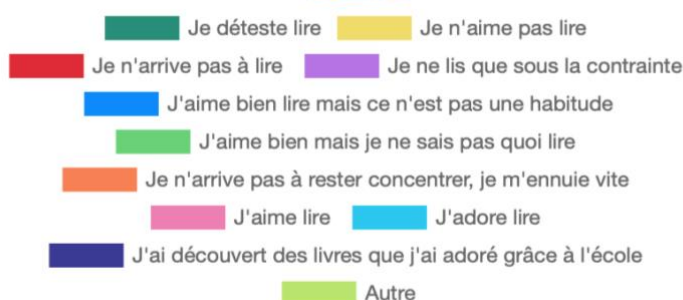 Je déteste lire Je n'aime pas lire
Je n'arrive pas à lire Je ne lis que sous la contrainte
J'aime bien lire mais ce n'est pas une habitude
J'aime bien mais je ne sais pas quoi lire
Je n'arrive pas à rester concentrer, je m'ennuie vite
J'aime lire J'adore lire
J'ai découvert des livres que j'ai adoré grâce à l'école
Autre